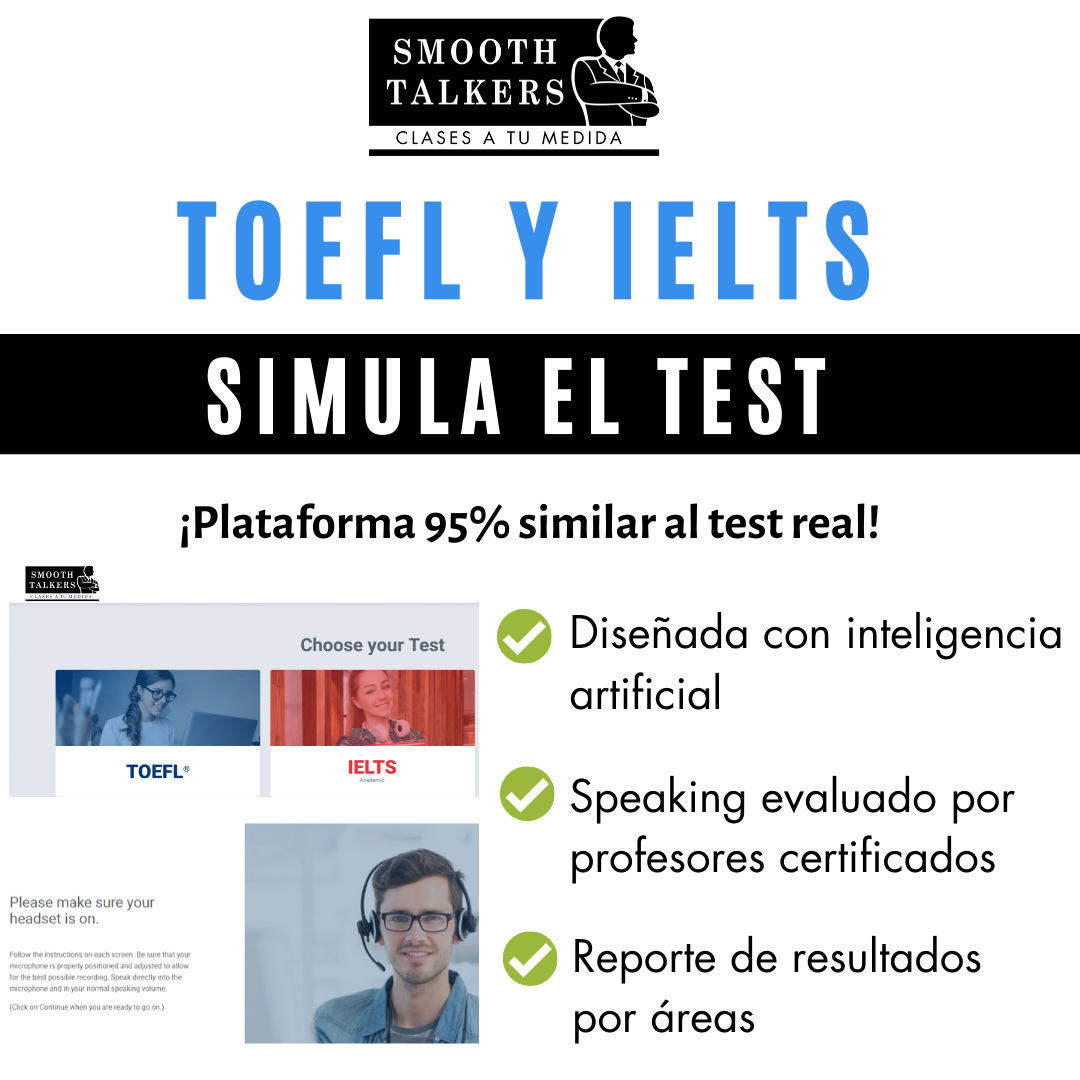 SMOOTH
TALKERS
CLASES A TU MEDIDA
TOEFL Y IELTS
SIMULA EL TEST
¡Plataforma 95% similar al test real!
SMOOTH
TALKERS
CLASES A TU MEDIDA
Choose your Test
TOEFL®
IELTS
Academic
Please make sure your
headset is on.
Follow the instructions on each screen. Be sure that your
microphone is properly positioned and adjusted to allow
for the best possible recording. Speak directly into the
microphone and in your normal speaking volume.
(Click on Continue when you are ready to go on.)
Diseñada con inteligencia
artificial
Speaking evaluado por
profesores certificados
Reporte de resultados
por áreas